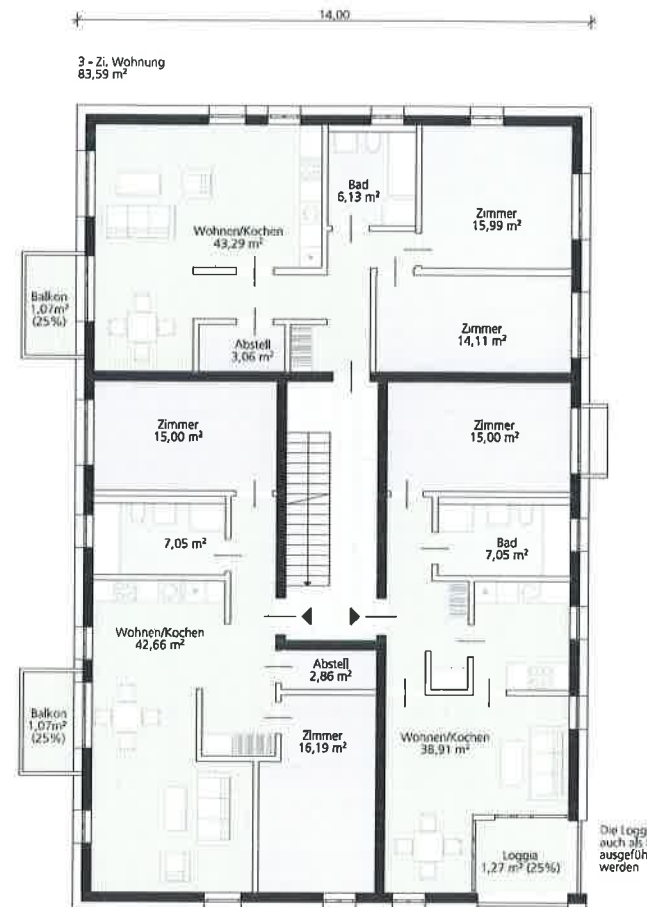 14,00
3 - Zi. Wohnung
83,59 m²
Bad
6,13 m²
Zimmer
15,99 m²
Wohnen/Kochen
43,29 m²
Balkon
1,07m²
(25%)
Zimmer
14,11 m²
Abstell
3,06 m²
Zimmer
15,00 m²
Zimmer
15,00 m²
7,05 m²
Bad
7,05 m²
Wohnen/Kochen
42,66 m²
Abstell
2,86 m²
Balkon
1,07m²
(25%)
Zimmer
16,19 m²
Wohnen/Kochen
38,91 m²
Loggia
1,27 m² (25%)
Die Logg
auch als
ausgefüh
werden